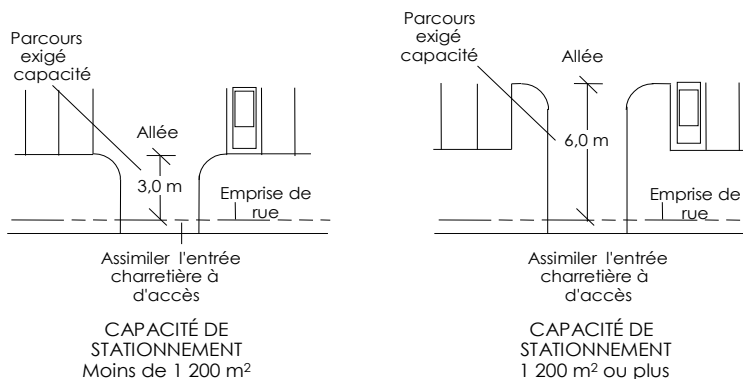 Parcours
exigé
capacité
Allée
3,0 m
Emprise de
rue
Assimiler l'entrée
charretière à
d'accès
CAPACITÉ DE
STATIONNEMENT
Moins de 1 200 m²
Parcours
exigé
capacité
Allée
6,0 m
Emprise de
rue
Assimiler l'entrée
charretière à
d'accès
CAPACITÉ DE
STATIONNEMENT
1 200 m² ou plus